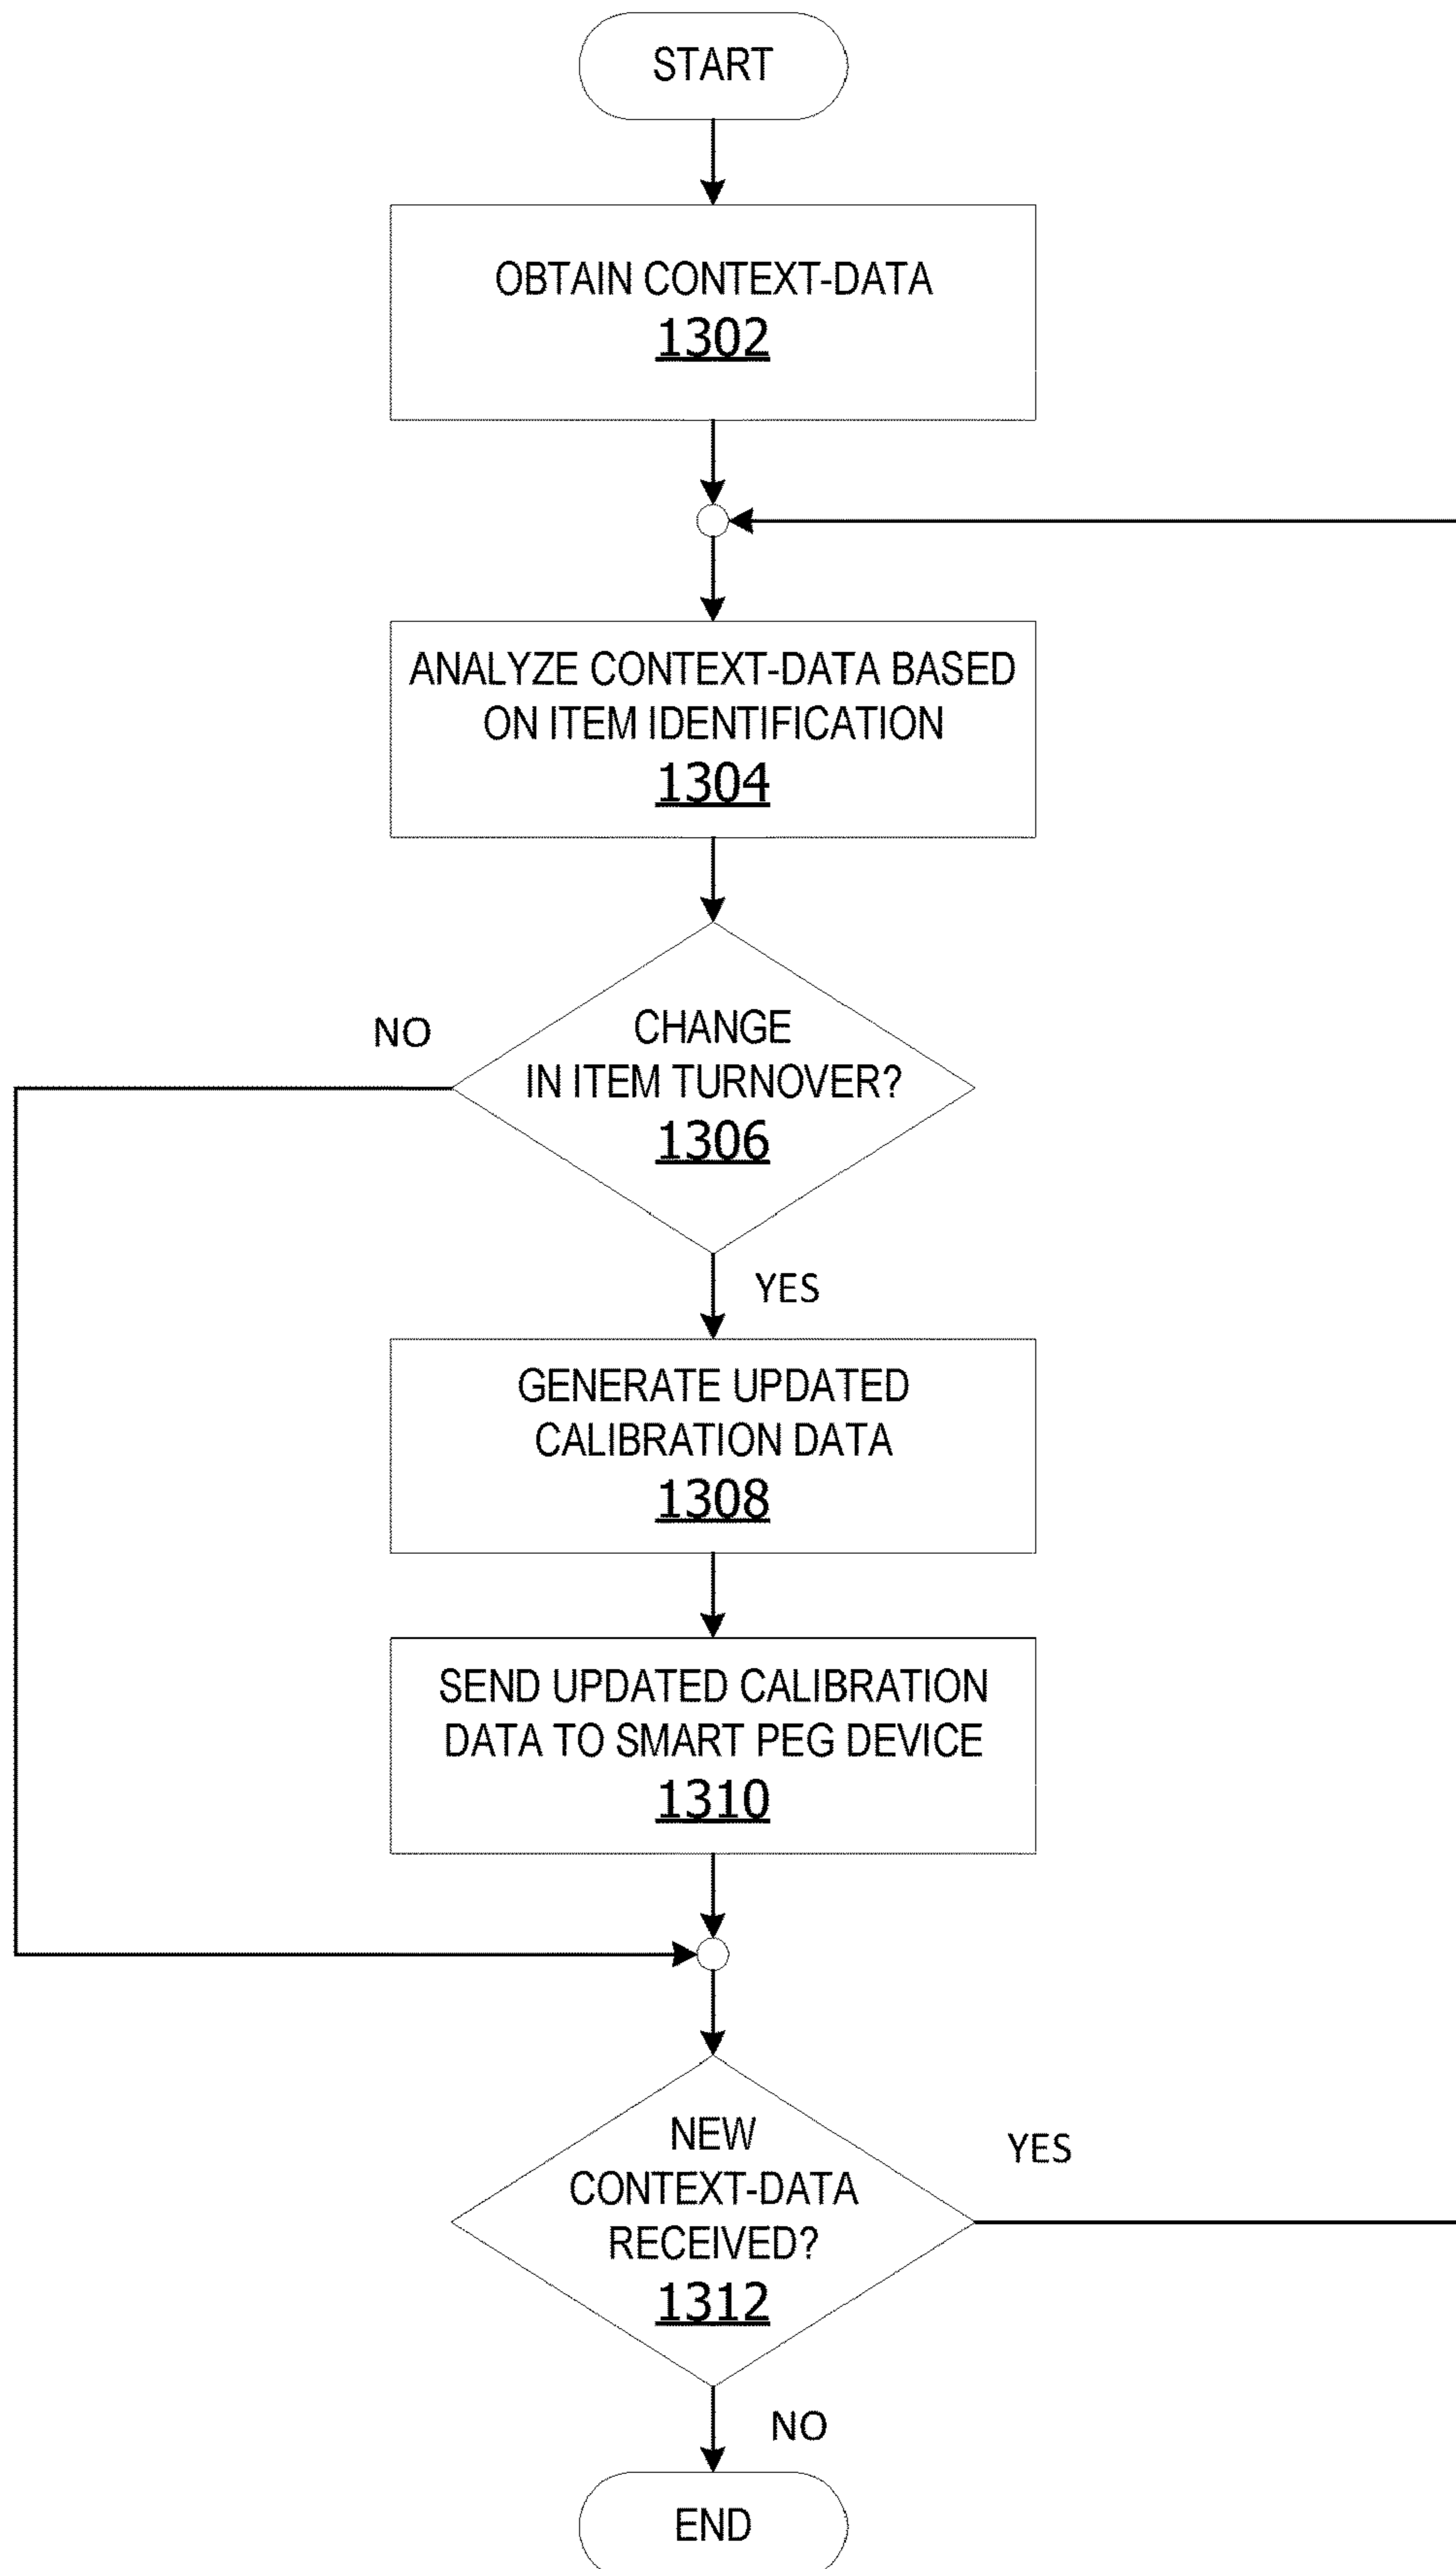 START
OBTAIN CONTEXT-DATA
1302
ANALYZE CONTEXT-DATA BASED
ON ITEM IDENTIFICATION
1304
NO
CHANGE
IN ITEM TURNOVER?
1306
YES
GENERATE UPDATED
CALIBRATION DATA
1308
SEND UPDATED CALIBRATION
DATA TO SMART PEG DEVICE
1310
NEW
CONTEXT-DATA
RECEIVED?
1312
YES
NO
END